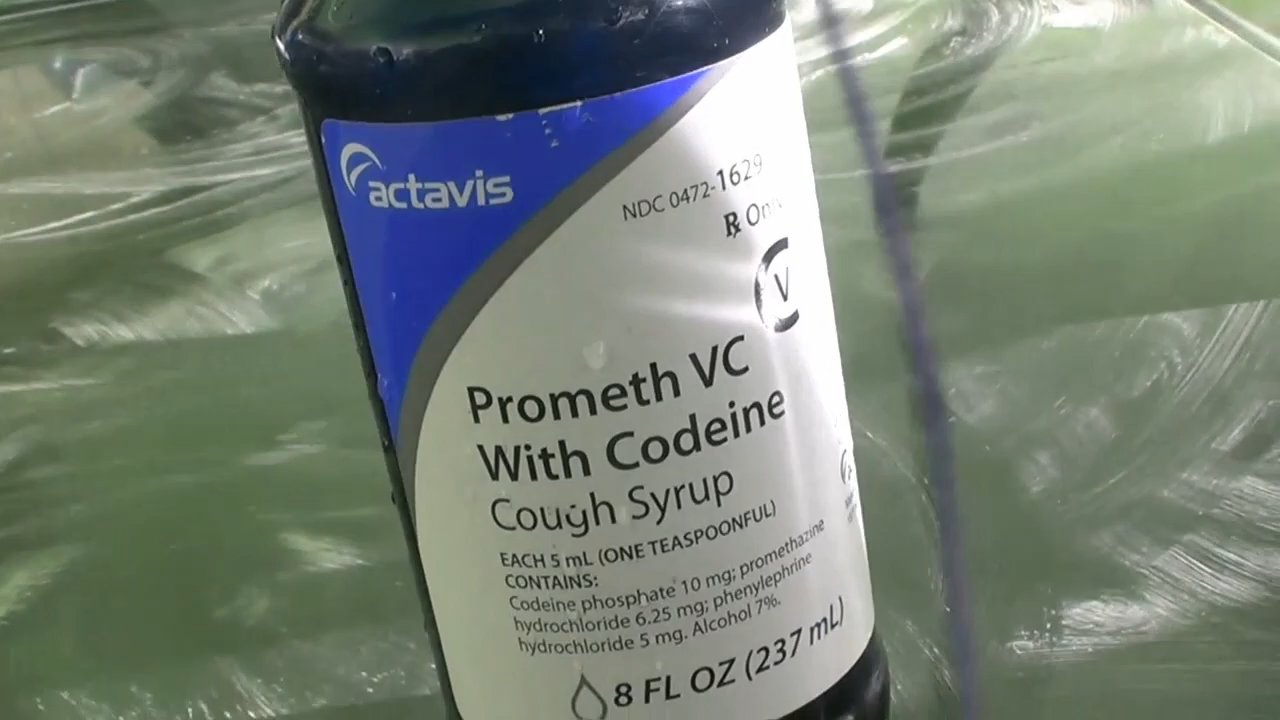 actavis
NDC 0472-1629
Rx
V
Prometh VC
With Codeine
Cough Syrup
EACH 5 mL (ONE TEASPOONFUL)
CONTAINS:
Codeine phosphate 10 mg; promethazine
hydrochloride 6.25 mg; phenylephrine
hydrochloride 5 mg. Alcohol 7%.
8 FL OZ (237 mL)